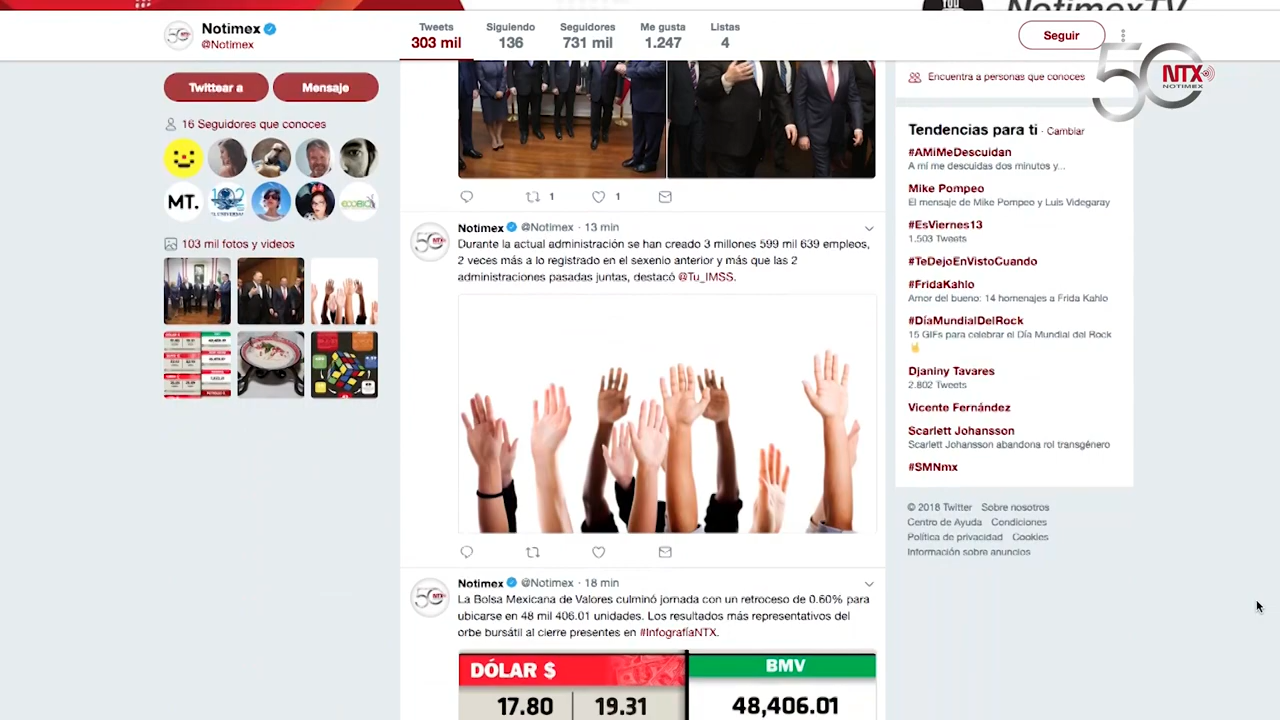 NotimexTV
Notimex
@Notimex
Tweets
303 mil
Siguiendo
136
Seguidores
731 mil
Me gusta
1.247
Listas
4
Seguir
Twittear a
Mensaje
16 Seguidores que conoces
MT.
103 mil fotos y videos
1
1
Notimex @Notimex · 13 min
Durante la actual administración se han creado 3 millones 599 mil 639 empleos,
2 veces más a lo registrado en el sexenio anterior y más que las 2
administraciones pasadas juntas, destacó @Tu_IMSS.
Notimex @Notimex · 18 min
La Bolsa Mexicana de Valores culminó jornada con un retroceso de 0.60% para
ubicarse en 48 mil 406.01 unidades. Los resultados más representativos del
orbe bursátil al cierre presentes en #InfografíaNTX.
DÓLAR $
BMV
17.80
19.31
48,406.01
Encuentra a personas que conoces
50 NTX
NOTIMEX
Tendencias para ti · Cambiar
#AMiMeDescuidan
A mí me descuidas dos minutos y...
Mike Pompeo
El mensaje de Mike Pompeo y Luis Videgaray
#EsViernes13
1.503 Tweets
#TeDejoEnVistoCuando
#FridaKahlo
Amor del bueno: 14 homenajes a Frida Kahlo
#DíaMundialDelRock
15 GIFs para celebrar el Día Mundial del Rock
Djaniny Tavares
2.802 Tweets
Vicente Fernández
Scarlett Johansson
Scarlett Johansson abandona rol transgénero
#SMNmx
© 2018 Twitter Sobre nosotros
Centro de Ayuda Condiciones
Política de privacidad Cookies
Información sobre anuncios